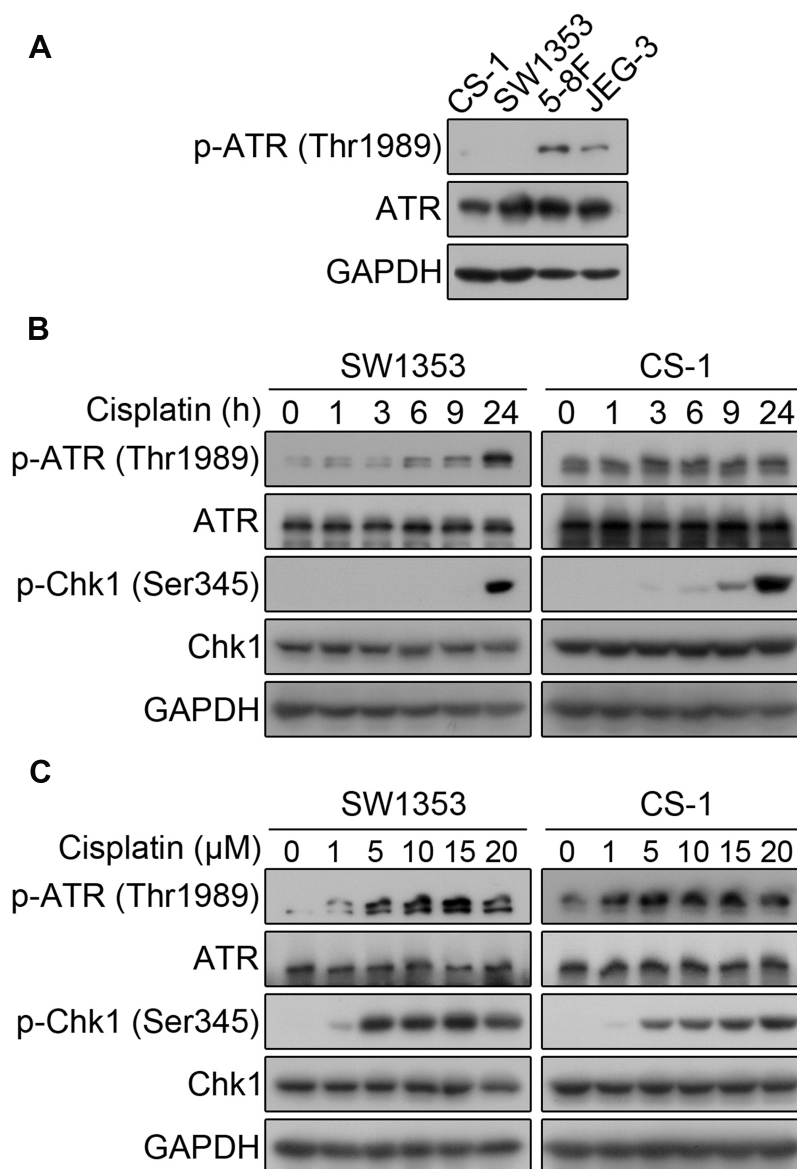 A
CS-1 SW1353 5-8F JEG-3
p-ATR (Thr1989)
ATR
GAPDH
B
SW1353 CS-1
Cisplatin (h) 0 1 3 6 9 24 0 1 3 6 9 24
p-ATR (Thr1989)
ATR
p-Chk1 (Ser345)
Chk1
GAPDH
C
SW1353 CS-1
Cisplatin (µM) 0 1 5 10 15 20 0 1 5 10 15 20
p-ATR (Thr1989)
ATR
p-Chk1 (Ser345)
Chk1
GAPDH